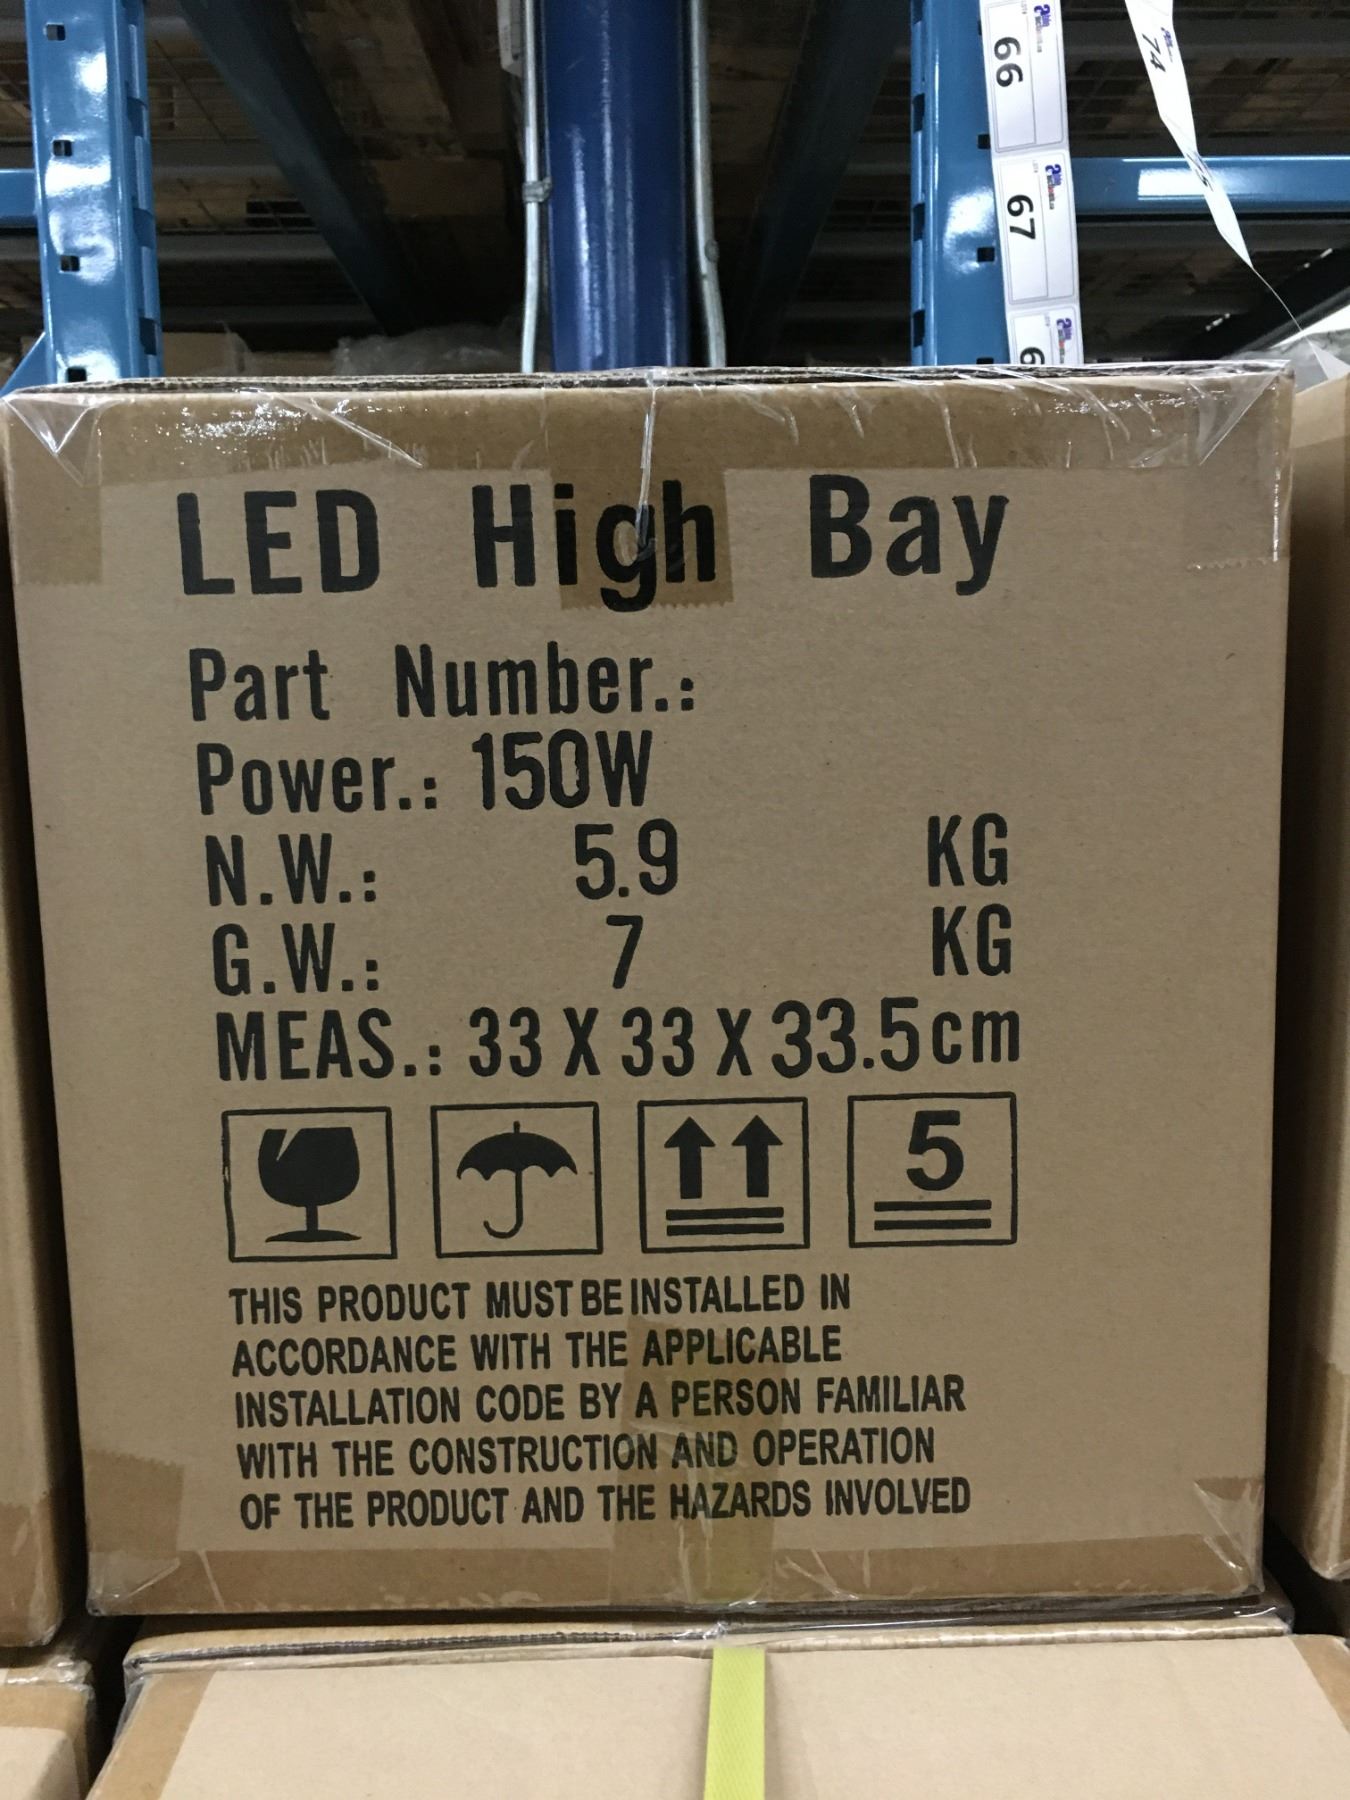 66
67
74
LED High Bay
Part Number.:
Power.: 150W
N.W.: 5.9 KG
G.W.: 7 KG
MEAS.: 33 X 33 X 33.5cm
5
THIS PRODUCT MUST BE INSTALLED IN
ACCORDANCE WITH THE APPLICABLE
INSTALLATION CODE BY A PERSON FAMILIAR
WITH THE CONSTRUCTION AND OPERATION
OF THE PRODUCT AND THE HAZARDS INVOLVED